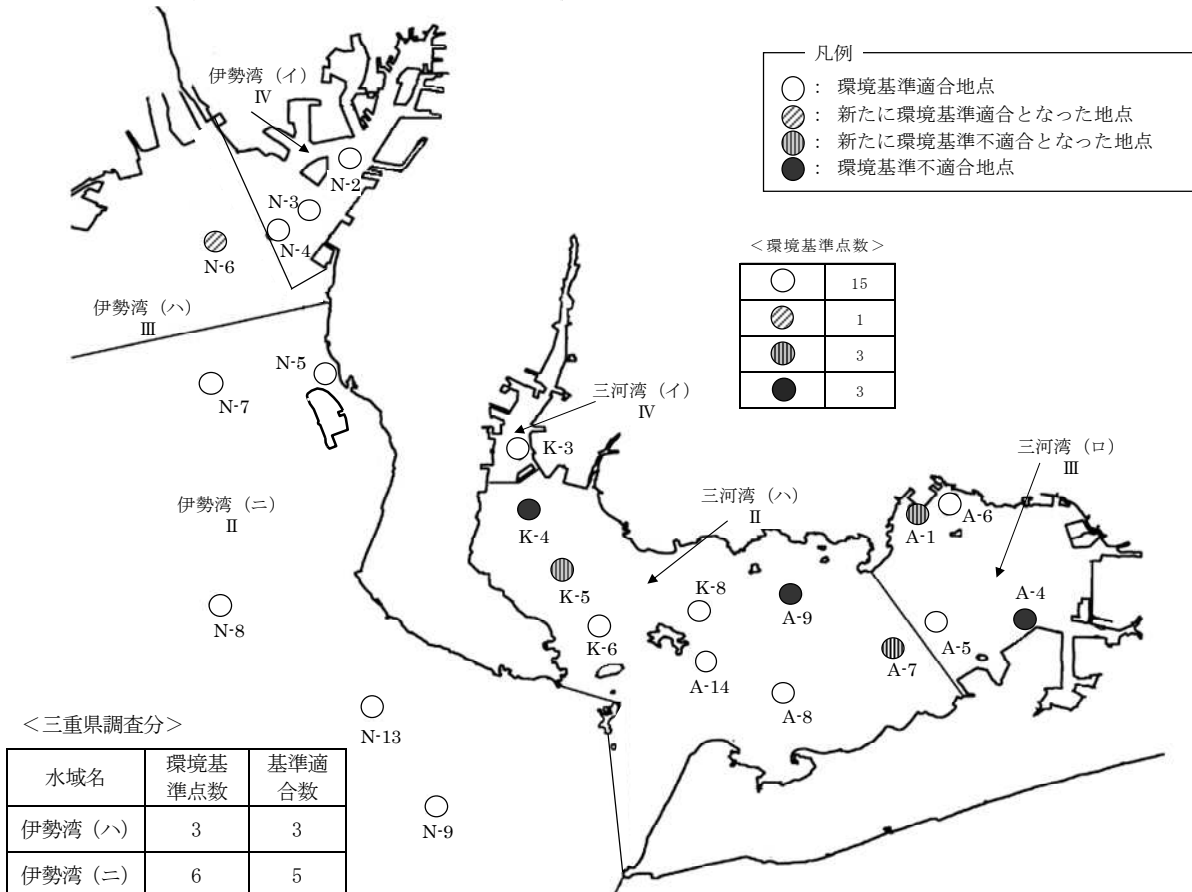 凡例
○ : 環境基準適合地点
: 新たに環境基準適合となった地点
: 新たに環境基準不適合となった地点
● : 環境基準不適合地点
伊勢湾（イ）
Ⅳ
N-2
N-3
N-4
N-6
伊勢湾（ハ）
Ⅲ
N-5
N-7
伊勢湾（ニ）
Ⅱ
N-8
N-13
N-9
＜環境基準点数＞
15
1
3
3
三河湾（イ）
Ⅳ
K-3
K-4
K-5
K-6
三河湾（ハ）
Ⅱ
K-8
A-9
A-14
A-8
A-7
三河湾（ロ）
Ⅲ
A-1
A-6
A-4
A-5
＜三重県調査分＞
水域名 環境基準点数 基準適合数
伊勢湾（ハ） 3 3
伊勢湾（ニ） 6 5